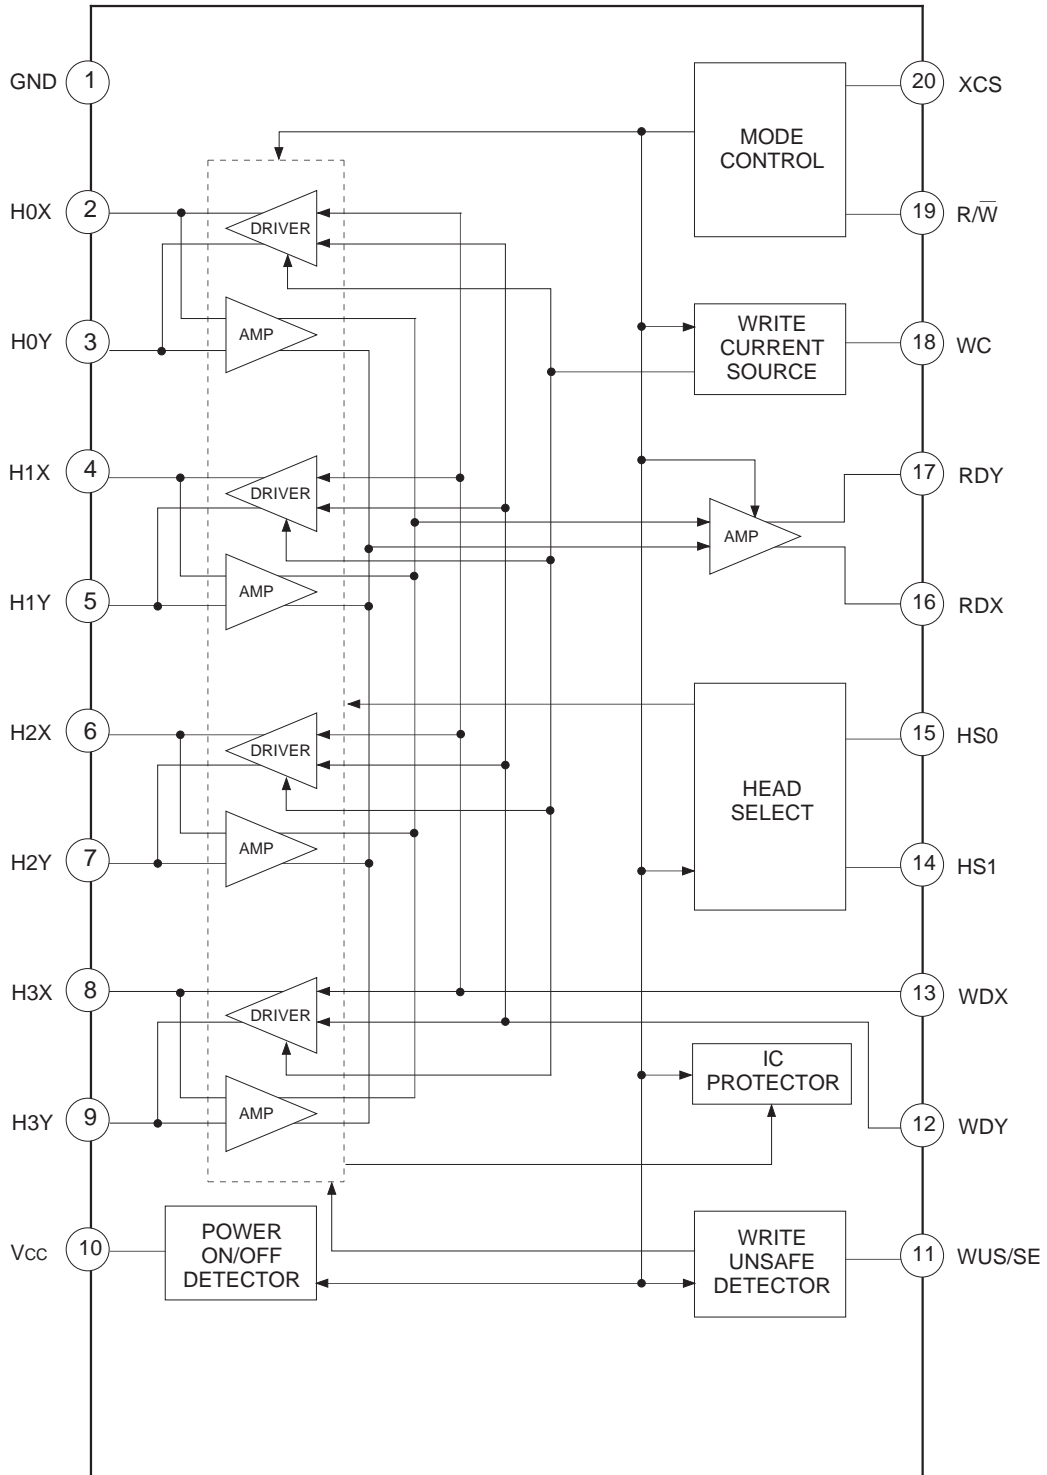 GND 1
20 XCS
MODE
CONTROL
H0X 2
DRIVER
19 R/W̅
H0Y 3
AMP
WRITE
CURRENT
SOURCE
18 WC
H1X 4
DRIVER
17 RDY
AMP
H1Y 5
AMP
16 RDX
H2X 6
DRIVER
15 HS0
HEAD
SELECT
H2Y 7
AMP
14 HS1
H3X 8
DRIVER
13 WDX
IC
PROTECTOR
H3Y 9
AMP
12 WDY
Vcc 10
POWER
ON/OFF
DETECTOR
WRITE
UNSAFE
DETECTOR
11 WUS/SE